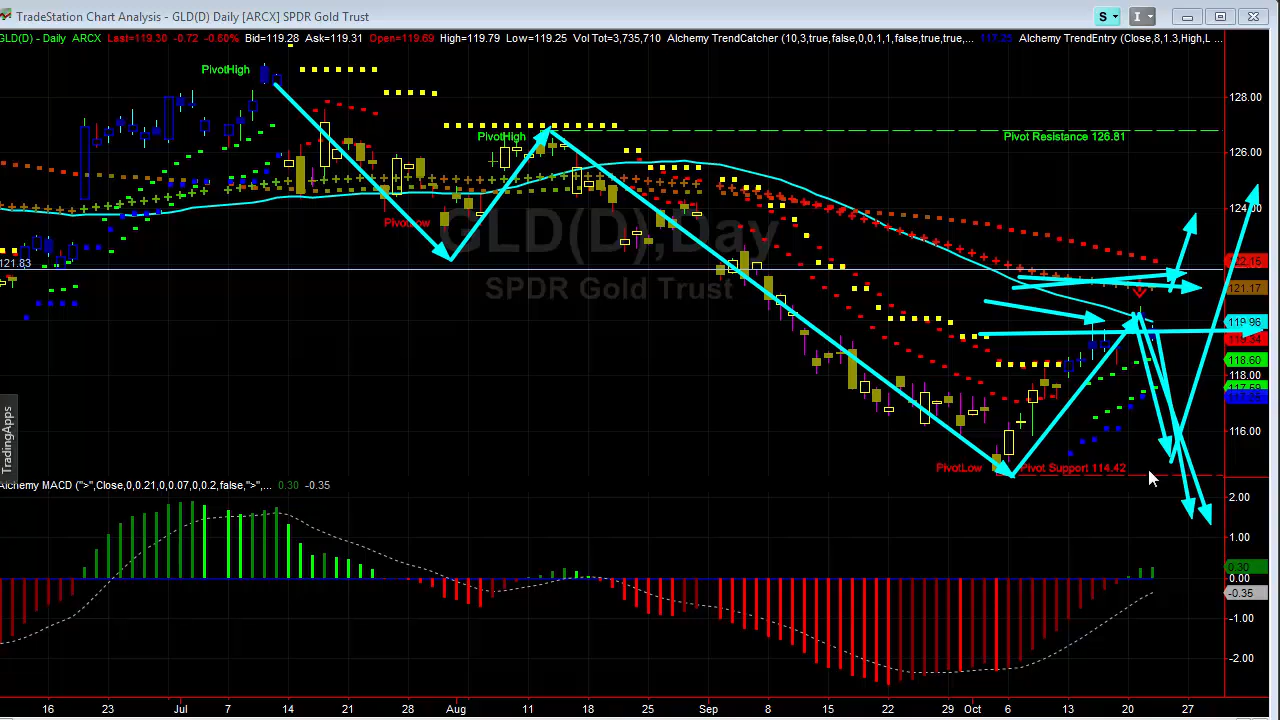 TradeStation Chart Analysis - GLD(D) Daily [ARCX] SPDR Gold Trust
S
I
GLD(D) - Daily ARCX Last=119.30 -0.72 -0.60% Bid=119.28 Ask=119.31 Open=119.69 High=119.79 Low=119.25 Vol Tot=3,735,710 Alchemy TrendCatcher (10,3,true,false,0,0,1,1,false,true,true,... 117.23 Alchemy TrendEntry (Close,8,1.3,High,L ...
PivotHigh
128.00
PivotHigh
Pivot Resistance 126.81
126.00
PivotLow
124.00
GLD(D),Day
SPDR Gold Trust
121.83
122.15
121.17
119.96
118.60
118.00
116.00
TradingApps
PivotLow
Pivot Support 114.42
Alchemy MACD (">",Close,0,0.21,0,0.07,0,0.2,false,">",... 0.30 -0.35
2.00
1.00
0.30
0.00
-0.35
-1.00
-2.00
16 23 Jul 7 14 21 28 Aug 11 18 25 Sep 8 15 22 29 Oct 6 13 20 27